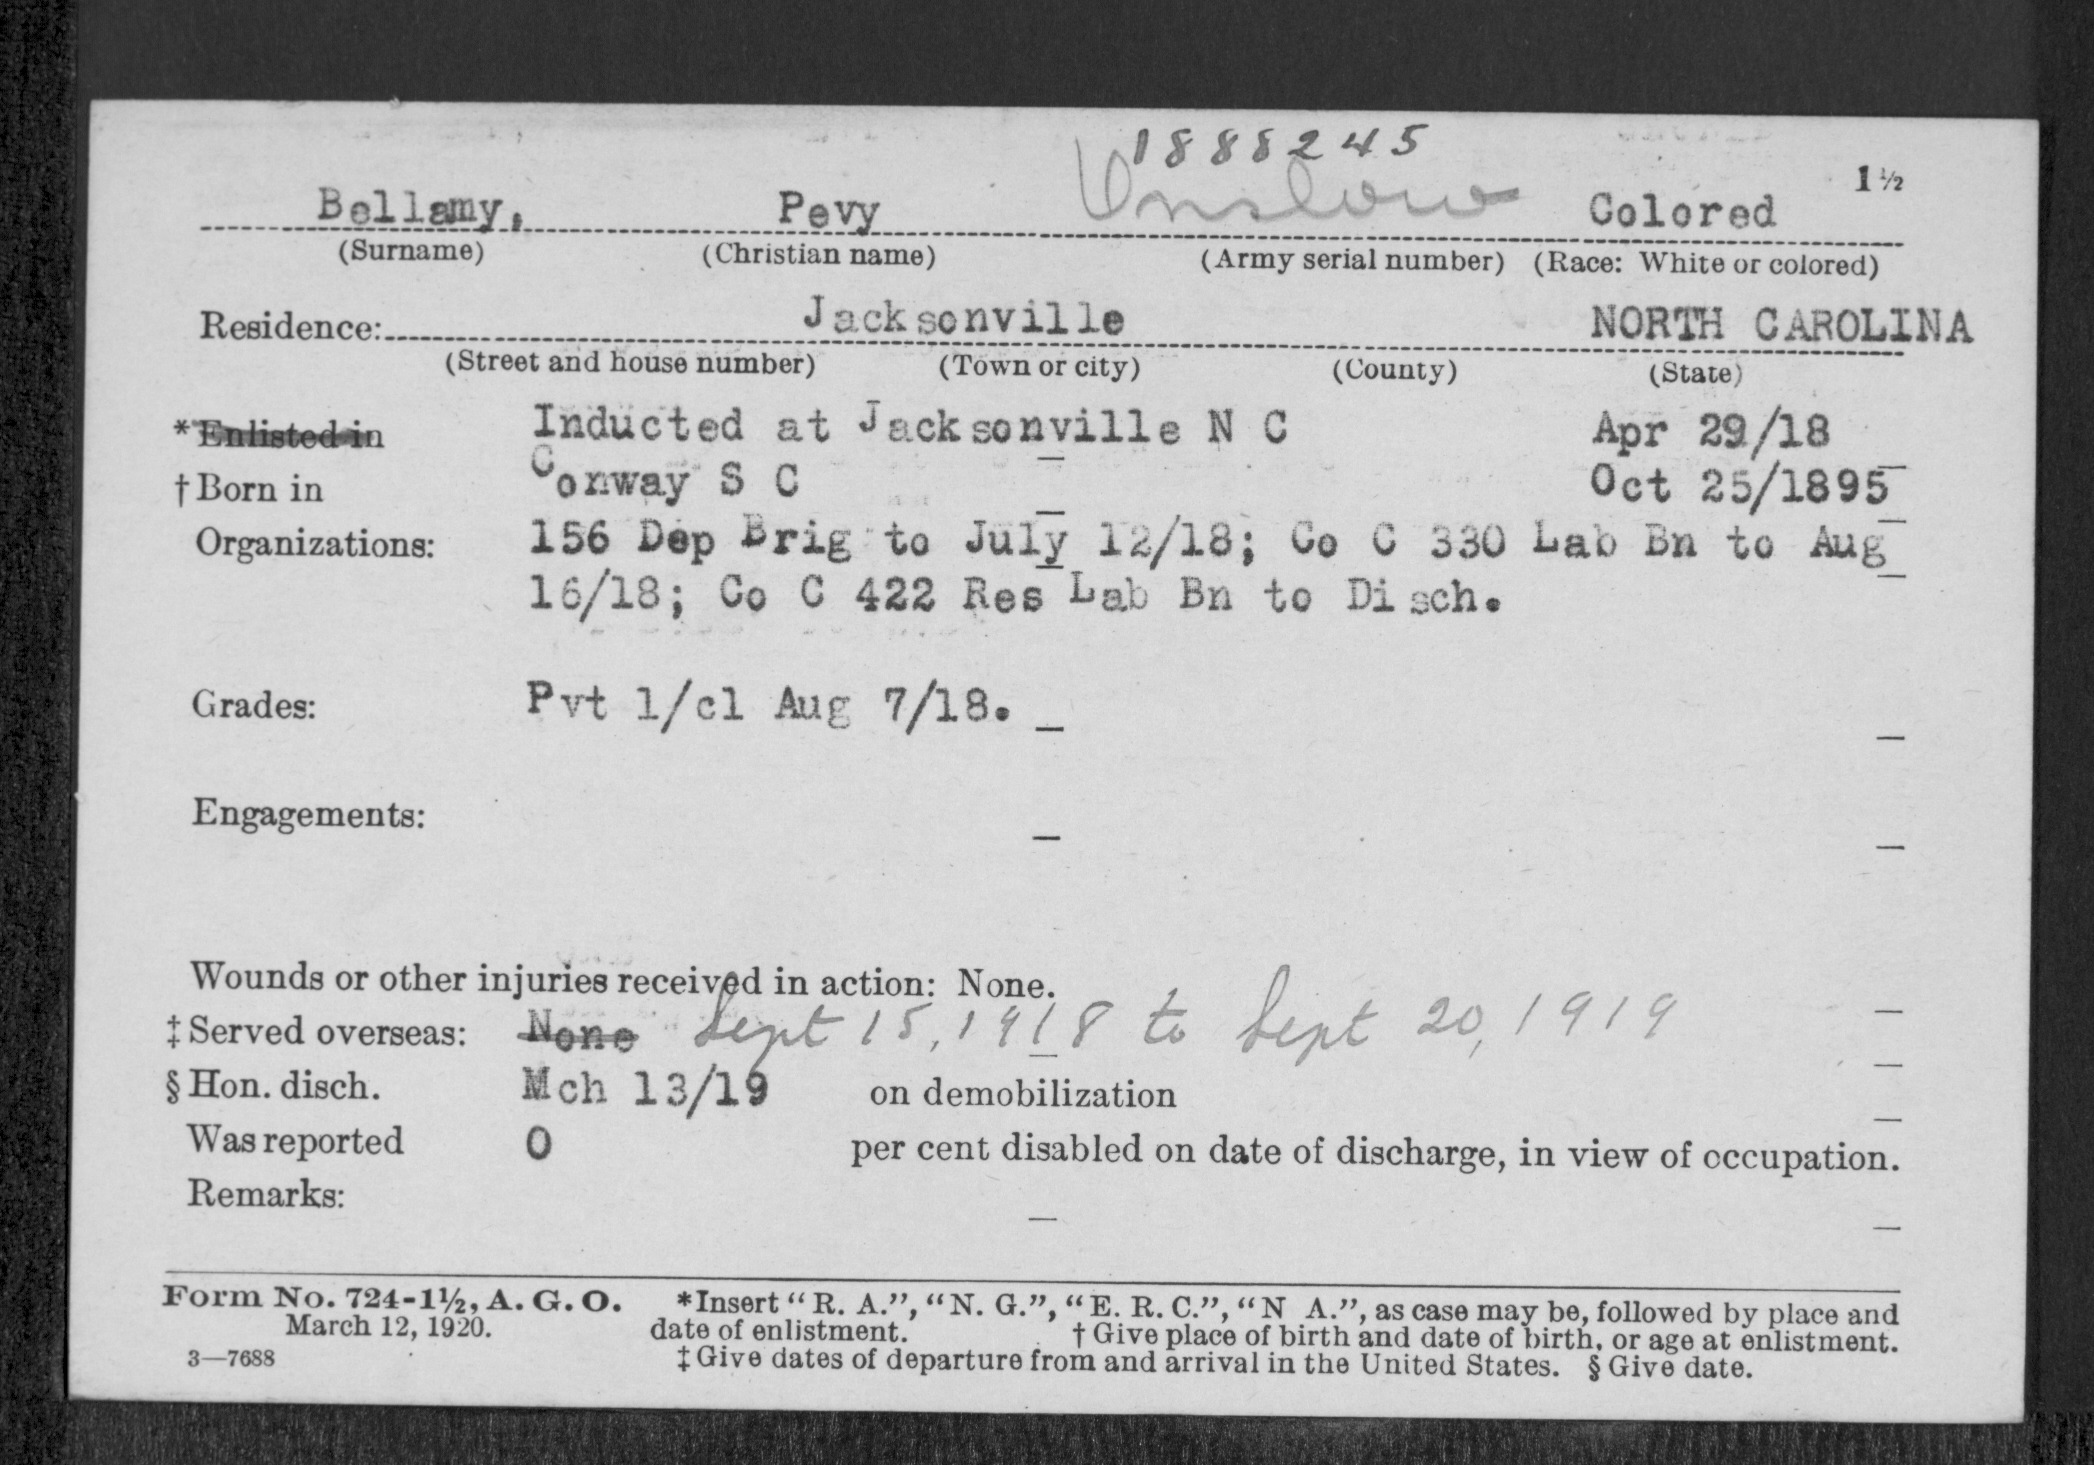 1888245
1½
Bellamy, Pevy Onslow Colored
(Surname) (Christian name) (Army serial number) (Race: White or colored)
Residence: Jacksonville NORTH CAROLINA
(Street and house number) (Town or city) (County) (State)
*Enlisted in Inducted at Jacksonville N C Apr 29/18
†Born in Conway S C Oct 25/1895
Organizations: 156 Dep Brig to July 12/18; Co C 330 Lab Bn to Aug
16/18; Co C 422 Res Lab Bn to Disch.
Grades: Pvt 1/cl Aug 7/18.
Engagements:
Wounds or other injuries received in action: None.
‡Served overseas: None Sept 15, 1918 to Sept 20, 1919
§Hon. disch. Mch 13/19 on demobilization
Was reported 0 per cent disabled on date of discharge, in view of occupation.
Remarks:
Form No. 724-1½, A. G. O. *Insert "R. A.", "N. G.", "E. R. C.", "N A.", as case may be, followed by place and
March 12, 1920. date of enlistment. †Give place of birth and date of birth, or age at enlistment.
3—7688 ‡Give dates of departure from and arrival in the United States. §Give date.